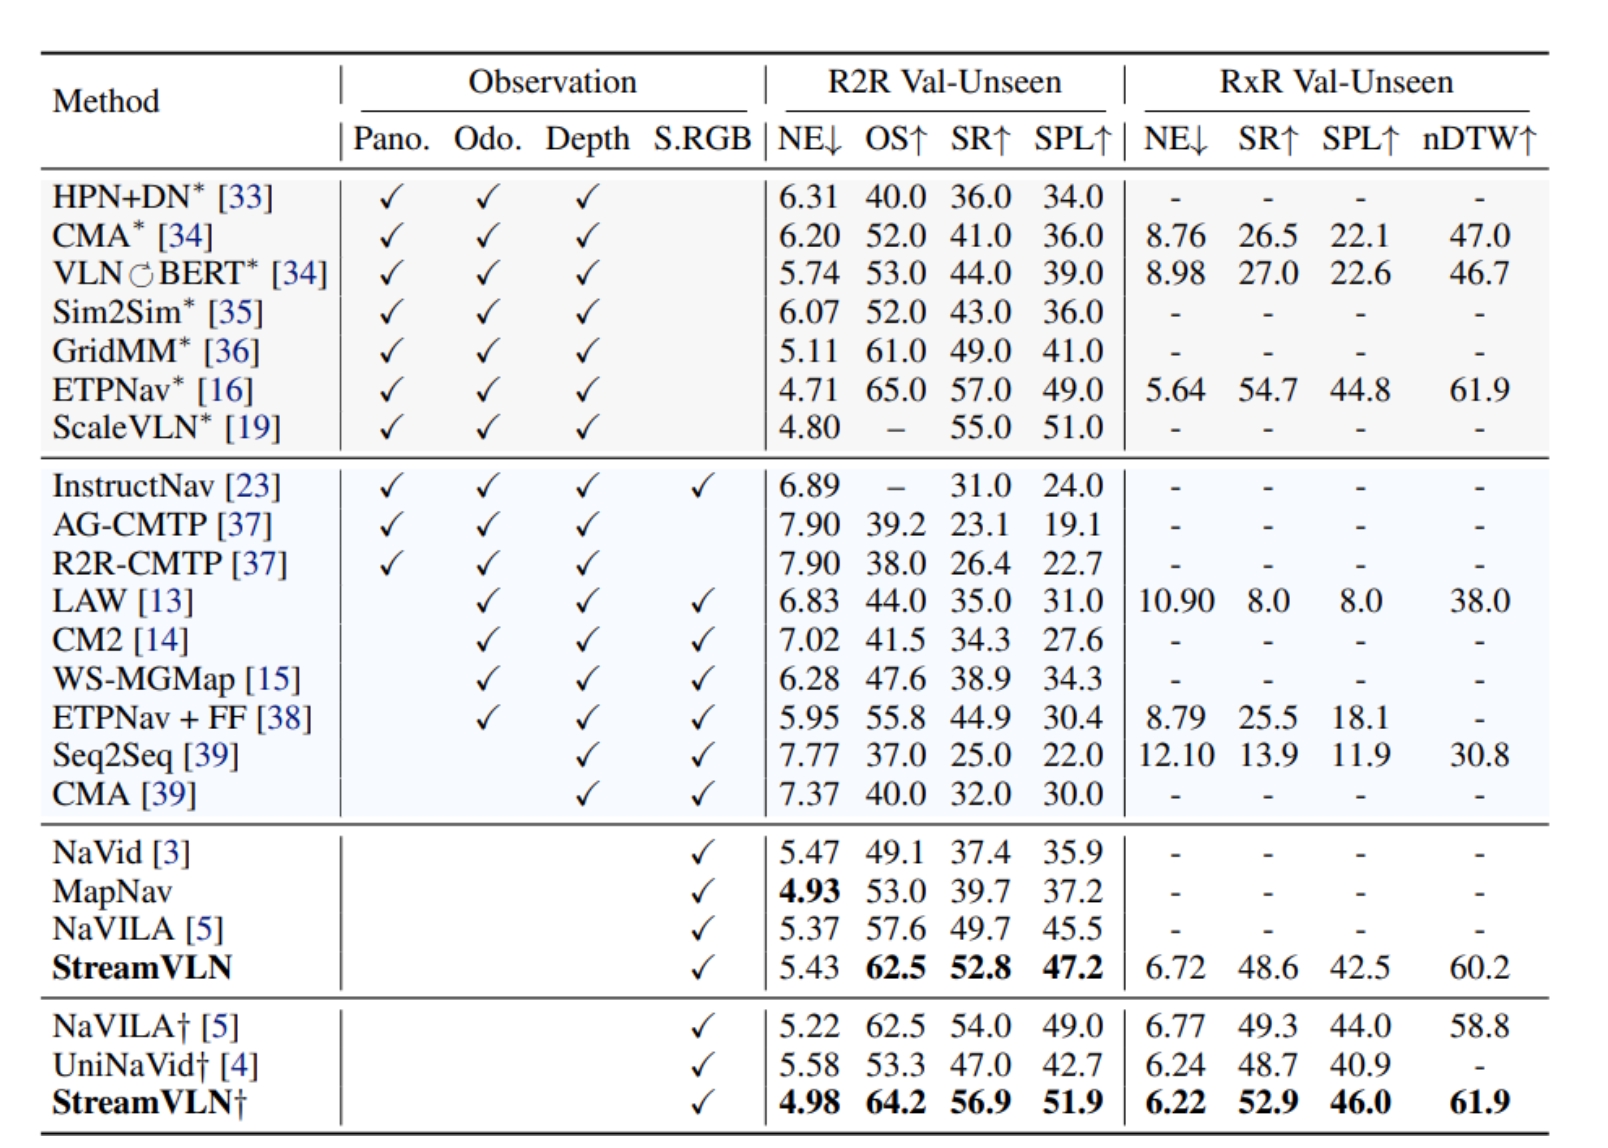 Method Observation R2R Val-Unseen RxR Val-Unseen
Pano. Odo. Depth S.RGB NE↓ OS↑ SR↑ SPL↑ NE↓ SR↑ SPL↑ nDTW↑
HPN+DN* [33] ✓ ✓ ✓ 6.31 40.0 36.0 34.0 - - - -
CMA* [34] ✓ ✓ ✓ 6.20 52.0 41.0 36.0 8.76 26.5 22.1 47.0
VLN↻BERT* [34] ✓ ✓ ✓ 5.74 53.0 44.0 39.0 8.98 27.0 22.6 46.7
Sim2Sim* [35] ✓ ✓ ✓ 6.07 52.0 43.0 36.0 - - - -
GridMM* [36] ✓ ✓ ✓ 5.11 61.0 49.0 41.0 - - - -
ETPNav* [16] ✓ ✓ ✓ 4.71 65.0 57.0 49.0 5.64 54.7 44.8 61.9
ScaleVLN* [19] ✓ ✓ ✓ 4.80 – 55.0 51.0 - - - -
InstructNav [23] ✓ ✓ ✓ ✓ 6.89 – 31.0 24.0 - - - -
AG-CMTP [37] ✓ ✓ ✓ 7.90 39.2 23.1 19.1 - - - -
R2R-CMTP [37] ✓ ✓ ✓ 7.90 38.0 26.4 22.7 - - - -
LAW [13] ✓ ✓ ✓ 6.83 44.0 35.0 31.0 10.90 8.0 8.0 38.0
CM2 [14] ✓ ✓ ✓ 7.02 41.5 34.3 27.6 - - - -
WS-MGMap [15] ✓ ✓ ✓ 6.28 47.6 38.9 34.3 - - - -
ETPNav + FF [38] ✓ ✓ ✓ 5.95 55.8 44.9 30.4 8.79 25.5 18.1 -
Seq2Seq [39] ✓ ✓ 7.77 37.0 25.0 22.0 12.10 13.9 11.9 30.8
CMA [39] ✓ ✓ 7.37 40.0 32.0 30.0 - - - -
NaVid [3] ✓ 5.47 49.1 37.4 35.9 - - - -
MapNav ✓ 4.93 53.0 39.7 37.2 - - - -
NaVILA [5] ✓ 5.37 57.6 49.7 45.5 - - - -
StreamVLN ✓ 5.43 62.5 52.8 47.2 6.72 48.6 42.5 60.2
NaVILA† [5] ✓ 5.22 62.5 54.0 49.0 6.77 49.3 44.0 58.8
UniNaVid† [4] ✓ 5.58 53.3 47.0 42.7 6.24 48.7 40.9 -
StreamVLN† ✓ 4.98 64.2 56.9 51.9 6.22 52.9 46.0 61.9